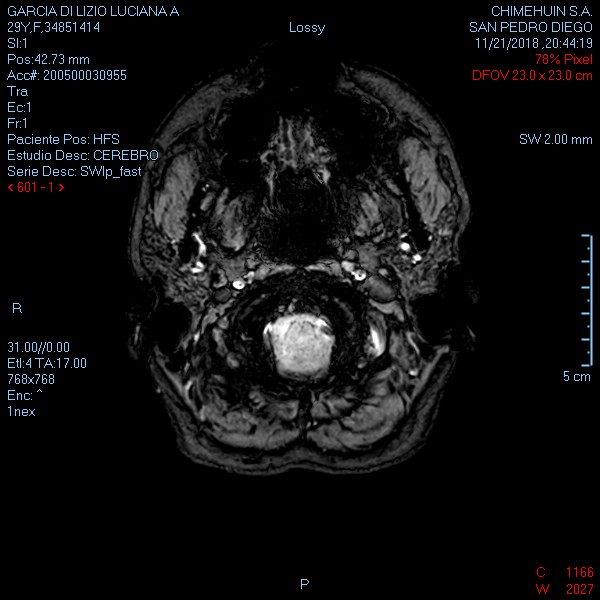 GARCIA DI LIZIO LUCIANA A
29Y,F,34851414
Sl:1
Pos:42.73 mm
Acc#: 200500030955
Tra
Ec:1
Fr:1
Paciente Pos: HFS
Estudio Desc: CEREBRO
Serie Desc: SWIp_fast
< 601 - 1 >
Lossy
CHIMEHUIN S.A.
SAN PEDRO DIEGO
11/21/2018 ,20:44:19
78% Pixel
DFOV 23.0 x 23.0 cm
SW 2.00 mm
R
31.00//0.00
Etl:4 TA:17.00
768x768
Enc: ^
1nex
5 cm
P
C 1166
W 2027